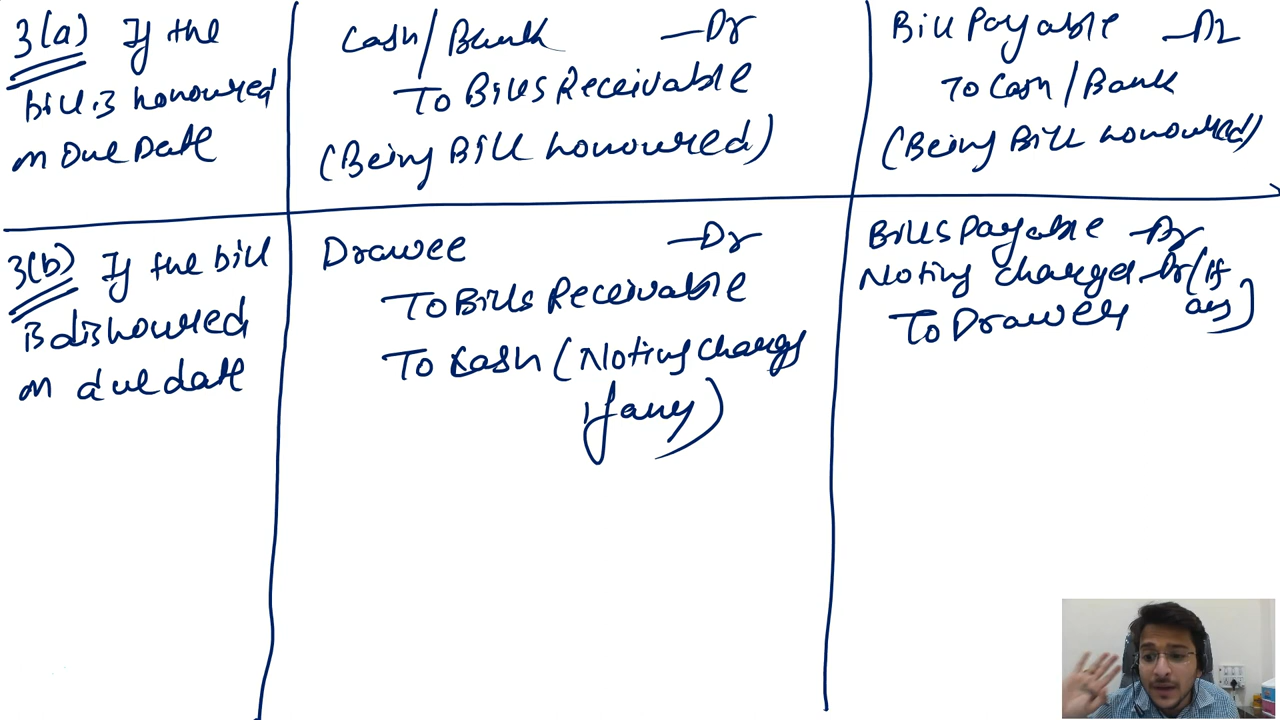 3(a) If the
bill is honoured
on Due Date
Cash/Bank —Dr
To Bills Receivable
(Being Bill honoured)
Bill Payable —Dr
To Cash/Bank
(Being Bill honoured)
3(b) If the bill
is dishoured
on due date
Drawee —Dr
To Bills Receivable
To Cash (Noting charges
if any)
Bills Payable —Dr
Noting charges -Dr (if
any)
To Drawer